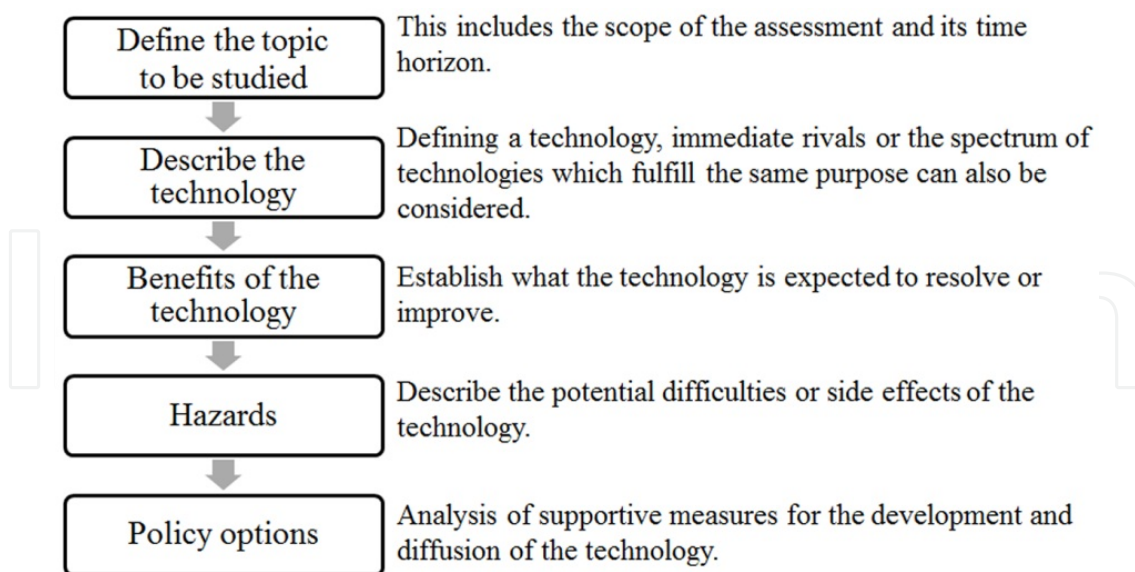 Define the topic
to be studied
This includes the scope of the assessment and its time
horizon.
Describe the
technology
Defining a technology, immediate rivals or the spectrum of
technologies which fulfill the same purpose can also be
considered.
Benefits of the
technology
Establish what the technology is expected to resolve or
improve.
Hazards
Describe the potential difficulties or side effects of the
technology.
Policy options
Analysis of supportive measures for the development and
diffusion of the technology.